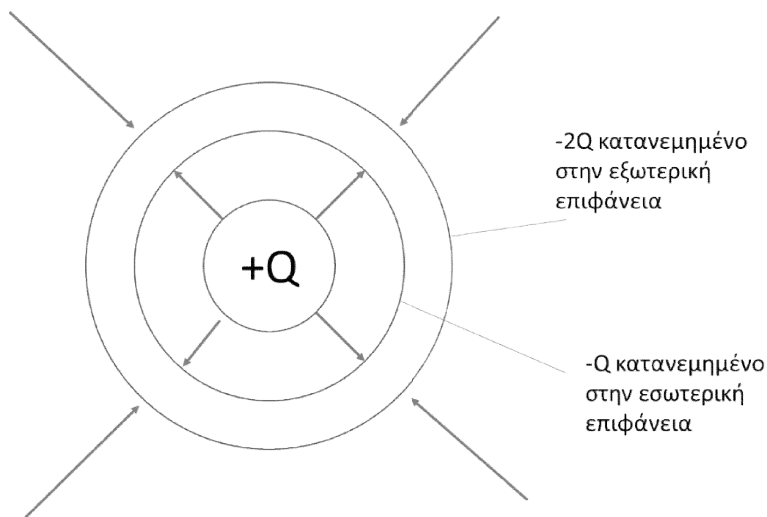 -2Q κατανεμημένο
στην εξωτερική
επιφάνεια
+Q
-Q κατανεμημένο
στην εσωτερική
επιφάνεια